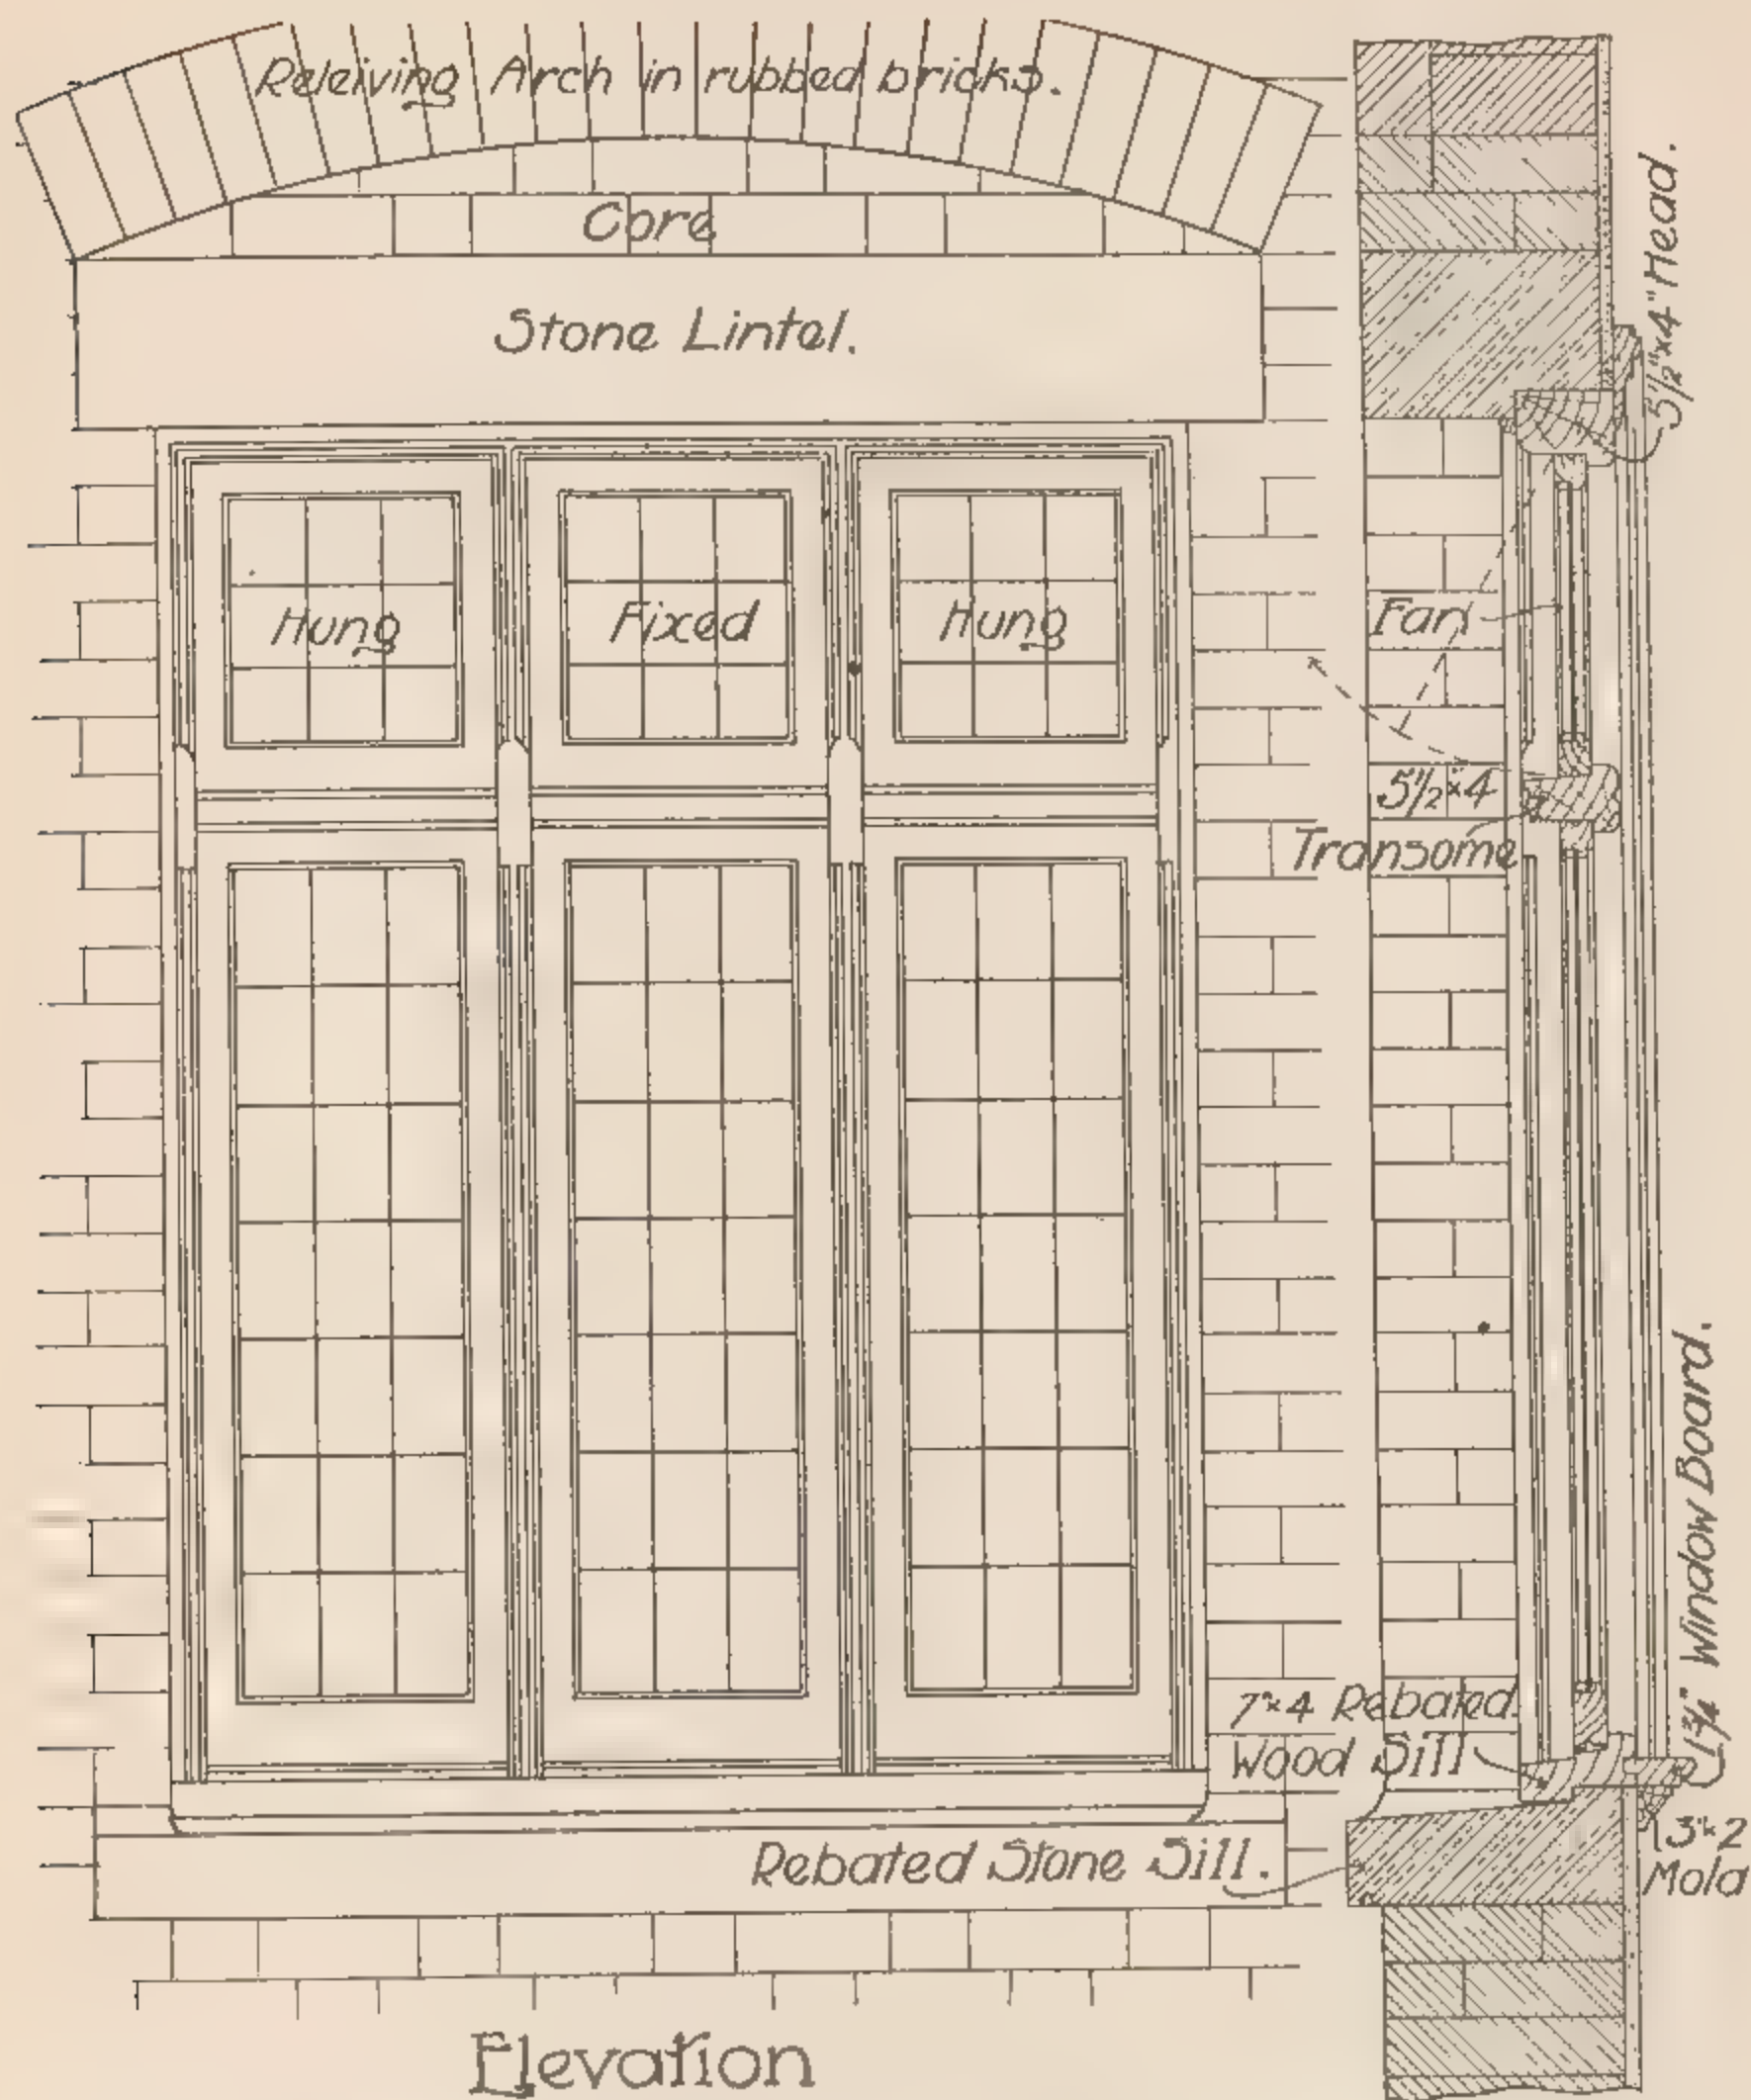 Releiving Arch in rubbed bricks.
Core
Stone Lintel.
5½"×4" Head.
Hung
Fixed
Hung
Fan
5½"×4
Transome
1¾" Window Board.
7"×4 Rebated
Wood Sill
Rebated Stone Sill.
3"×2
Mold
Elevation